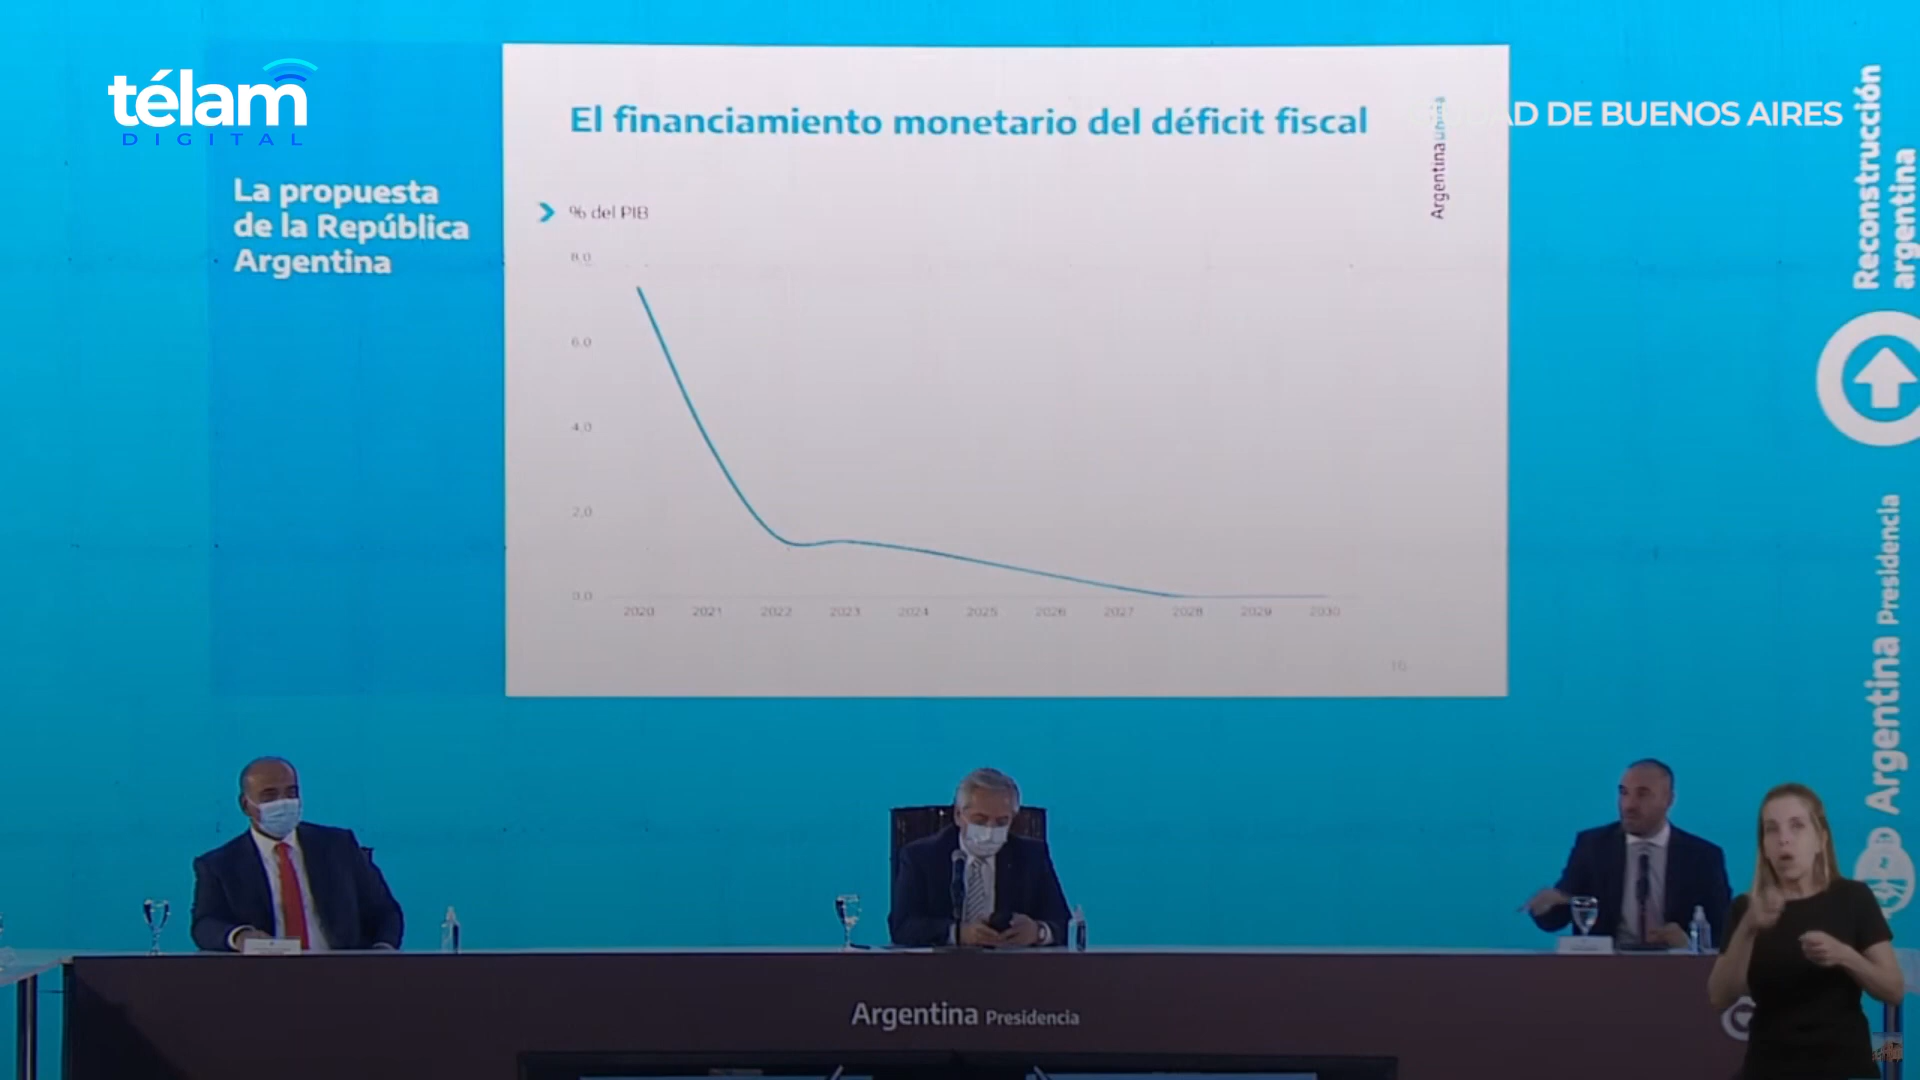 télam
DIGITAL
La propuesta
de la República
Argentina
El financiamiento monetario del déficit fiscal
Argentina
AD DE BUENOS AIRES
% del PIB
8.0
6.0
4.0
2.0
0.0
2020 2021 2022 2023 2024 2025 2026 2027 2028 2029 2030
16
Reconstrucción
argentina
Argentina Presidencia
Argentina Presidencia